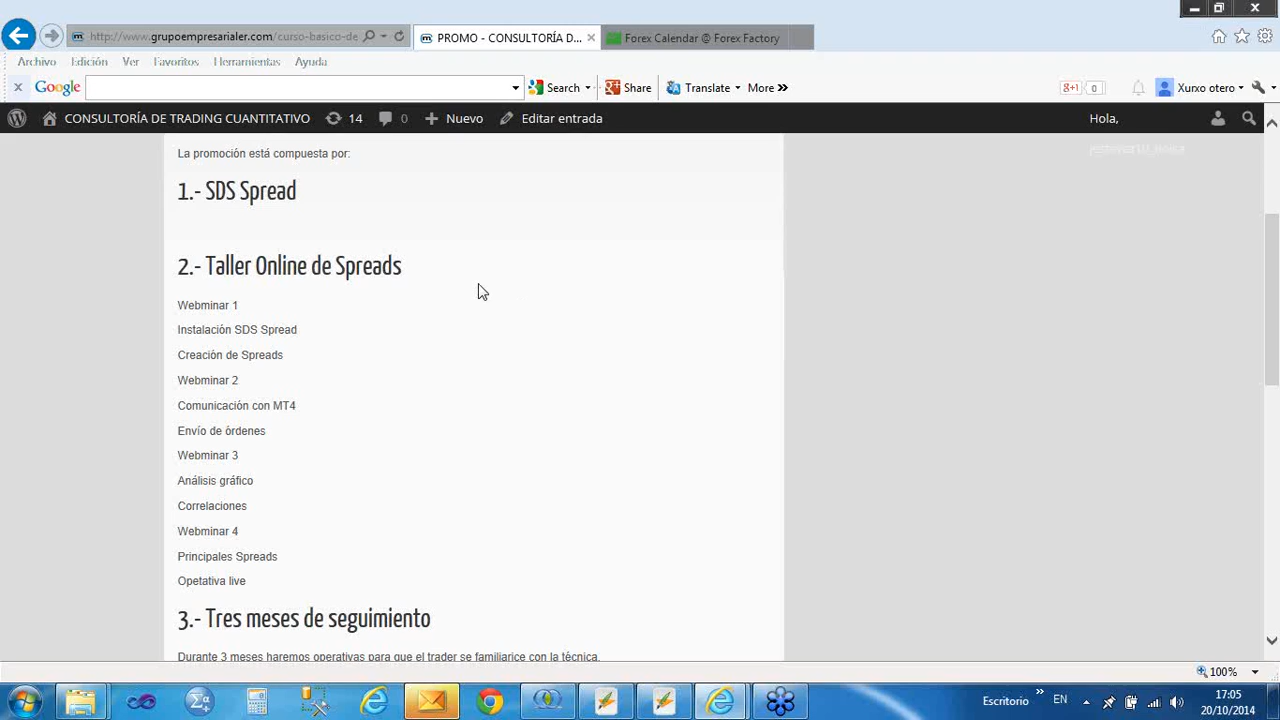 http://www.grupoempresarialer.com/curso-basico-de
PROMO - CONSULTORÍA D...
Forex Calendar @ Forex Factory
Archivo Edición Ver Favoritos Herramientas Ayuda
Google Search Share Translate More » g+1 0 Xurxo otero
CONSULTORÍA DE TRADING CUANTITATIVO 14 0 + Nuevo Editar entrada Hola,
La promoción está compuesta por:
1.- SDS Spread
2.- Taller Online de Spreads
Webminar 1
Instalación SDS Spread
Creación de Spreads
Webminar 2
Comunicación con MT4
Envío de órdenes
Webminar 3
Análisis gráfico
Correlaciones
Webminar 4
Principales Spreads
Opetativa live
3.- Tres meses de seguimiento
Durante 3 meses haremos operativas para que el trader se familiarice con la técnica.
100%
Escritorio » EN 17:05
20/10/2014